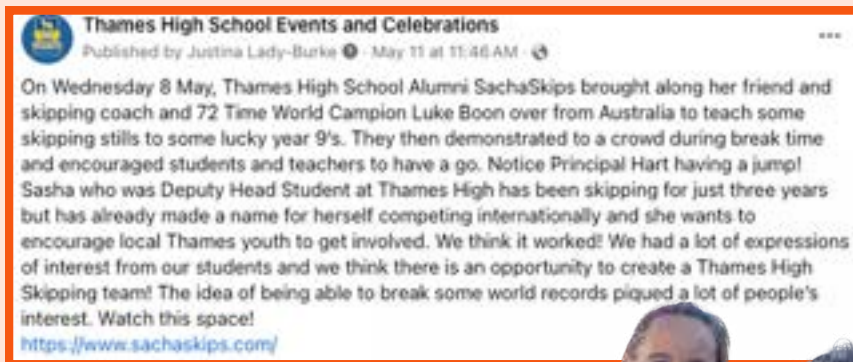 Thames High School Events and Celebrations
Published by Justina Lady-Burke · May 11 at 11:46 AM ·
On Wednesday 8 May, Thames High School Alumni SachaSkips brought along her friend and
skipping coach and 72 Time World Campion Luke Boon over from Australia to teach some
skipping stills to some lucky year 9's. They then demonstrated to a crowd during break time
and encouraged students and teachers to have a go. Notice Principal Hart having a jump!
Sasha who was Deputy Head Student at Thames High has been skipping for just three years
but has already made a name for herself competing internationally and she wants to
encourage local Thames youth to get involved. We think it worked! We had a lot of expressions
of interest from our students and we think there is an opportunity to create a Thames High
Skipping team! The idea of being able to break some world records piqued a lot of people's
interest. Watch this space!
https://www.sachaskips.com/